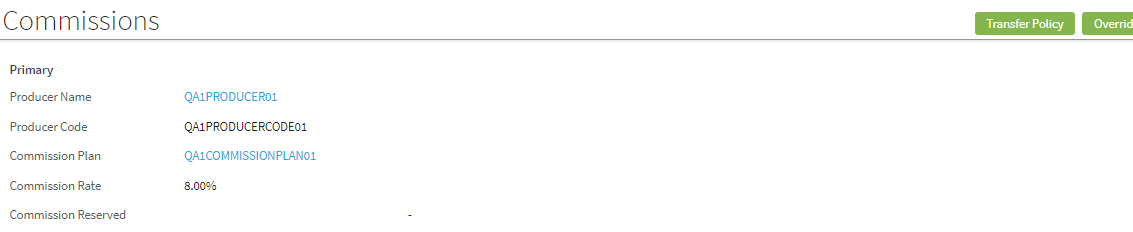 Commissions
Transfer Policy
Overrid
Primary
Producer Name QA1PRODUCER01
Producer Code QA1PRODUCERCODE01
Commission Plan QA1COMMISSIONPLAN01
Commission Rate 8.00%
Commission Reserved -